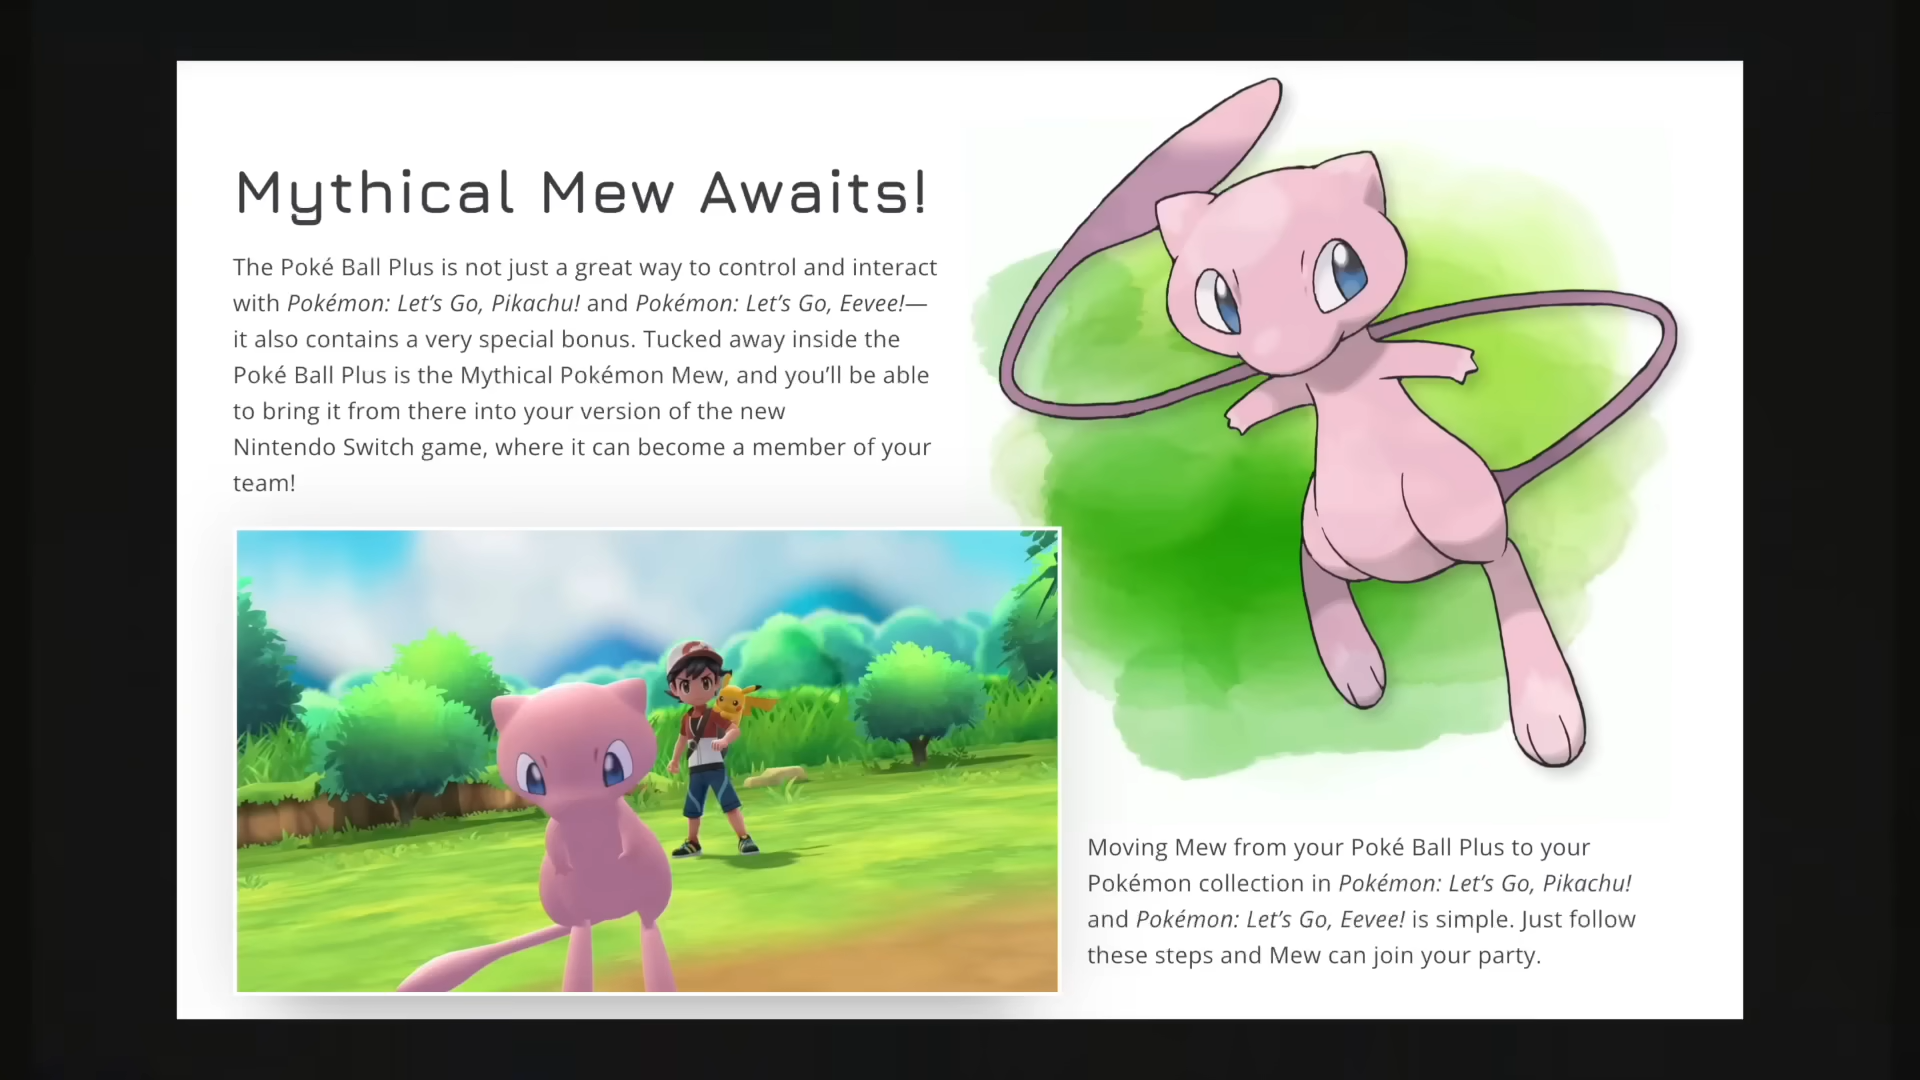 Mythical Mew Awaits!
The Poké Ball Plus is not just a great way to control and interact
with Pokémon: Let’s Go, Pikachu! and Pokémon: Let’s Go, Eevee!—
it also contains a very special bonus. Tucked away inside the
Poké Ball Plus is the Mythical Pokémon Mew, and you’ll be able
to bring it from there into your version of the new
Nintendo Switch game, where it can become a member of your
team!
Moving Mew from your Poké Ball Plus to your
Pokémon collection in Pokémon: Let’s Go, Pikachu!
and Pokémon: Let’s Go, Eevee! is simple. Just follow
these steps and Mew can join your party.